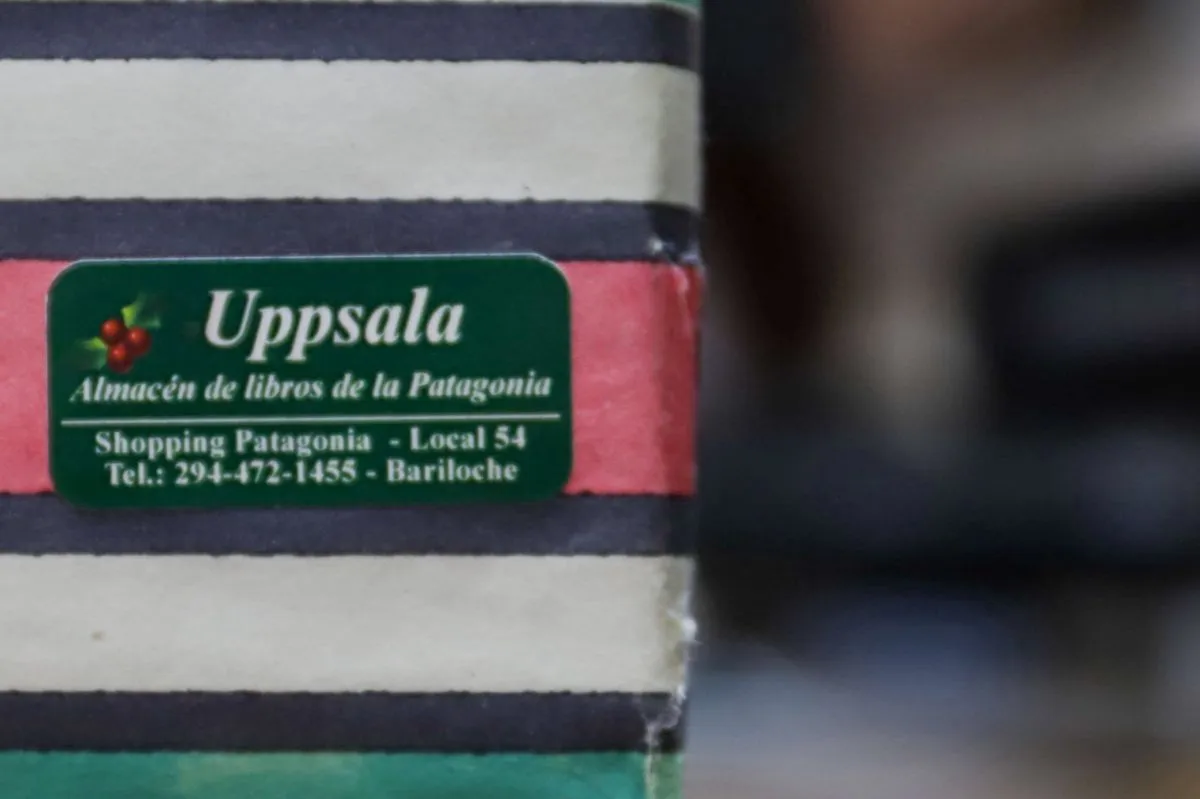 Uppsala
Almacén de libros de la Patagonia
Shopping Patagonia - Local 54
Tel.: 294-472-1455 - Bariloche